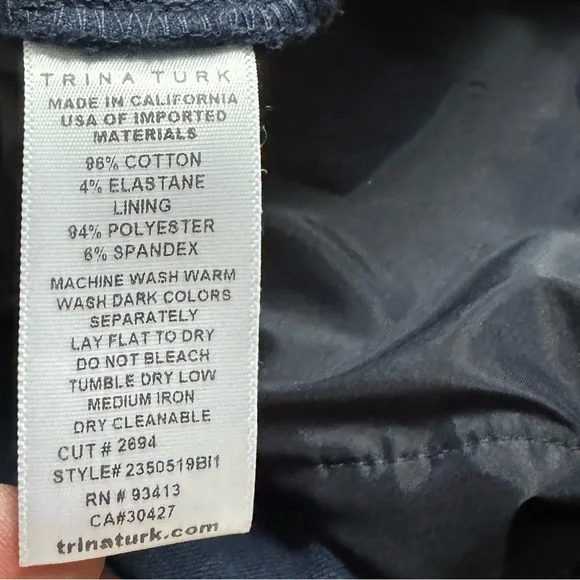 TRINA TURK
MADE IN CALIFORNIA
USA OF IMPORTED
MATERIALS
96% COTTON
4% ELASTANE
LINING
94% POLYESTER
6% SPANDEX
MACHINE WASH WARM
WASH DARK COLORS
SEPARATELY
LAY FLAT TO DRY
DO NOT BLEACH
TUMBLE DRY LOW
MEDIUM IRON
DRY CLEANABLE
CUT # 2694
STYLE# 2350519BI1
RN # 93413
CA#30427
trinaturk.com